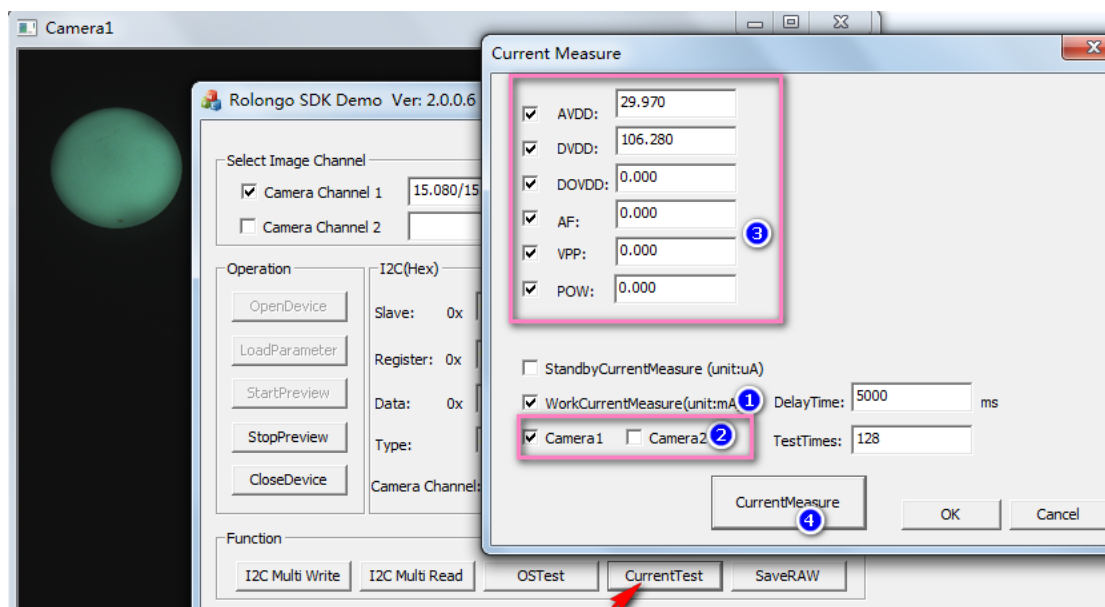 Camera1
Current Measure
AVDD: 29.970
DVDD: 106.280
DOVDD: 0.000
AF: 0.000
VPP: 0.000
POW: 0.000
3
StandbyCurrentMeasure (unit:uA)
WorkCurrentMeasure(unit:mA 1 DelayTime: 5000 ms
Camera1 Camera2 2 TestTimes: 128
CurrentMeasure
4
OK Cancel
Rolongo SDK Demo Ver: 2.0.0.6
Select Image Channel
Camera Channel 1 15.080/15
Camera Channel 2
Operation
OpenDevice
LoadParameter
StartPreview
StopPreview
CloseDevice
I2C(Hex)
Slave: 0x
Register: 0x
Data: 0x
Type:
Camera Channel:
Function
I2C Multi Write I2C Multi Read OSTest CurrentTest SaveRAW